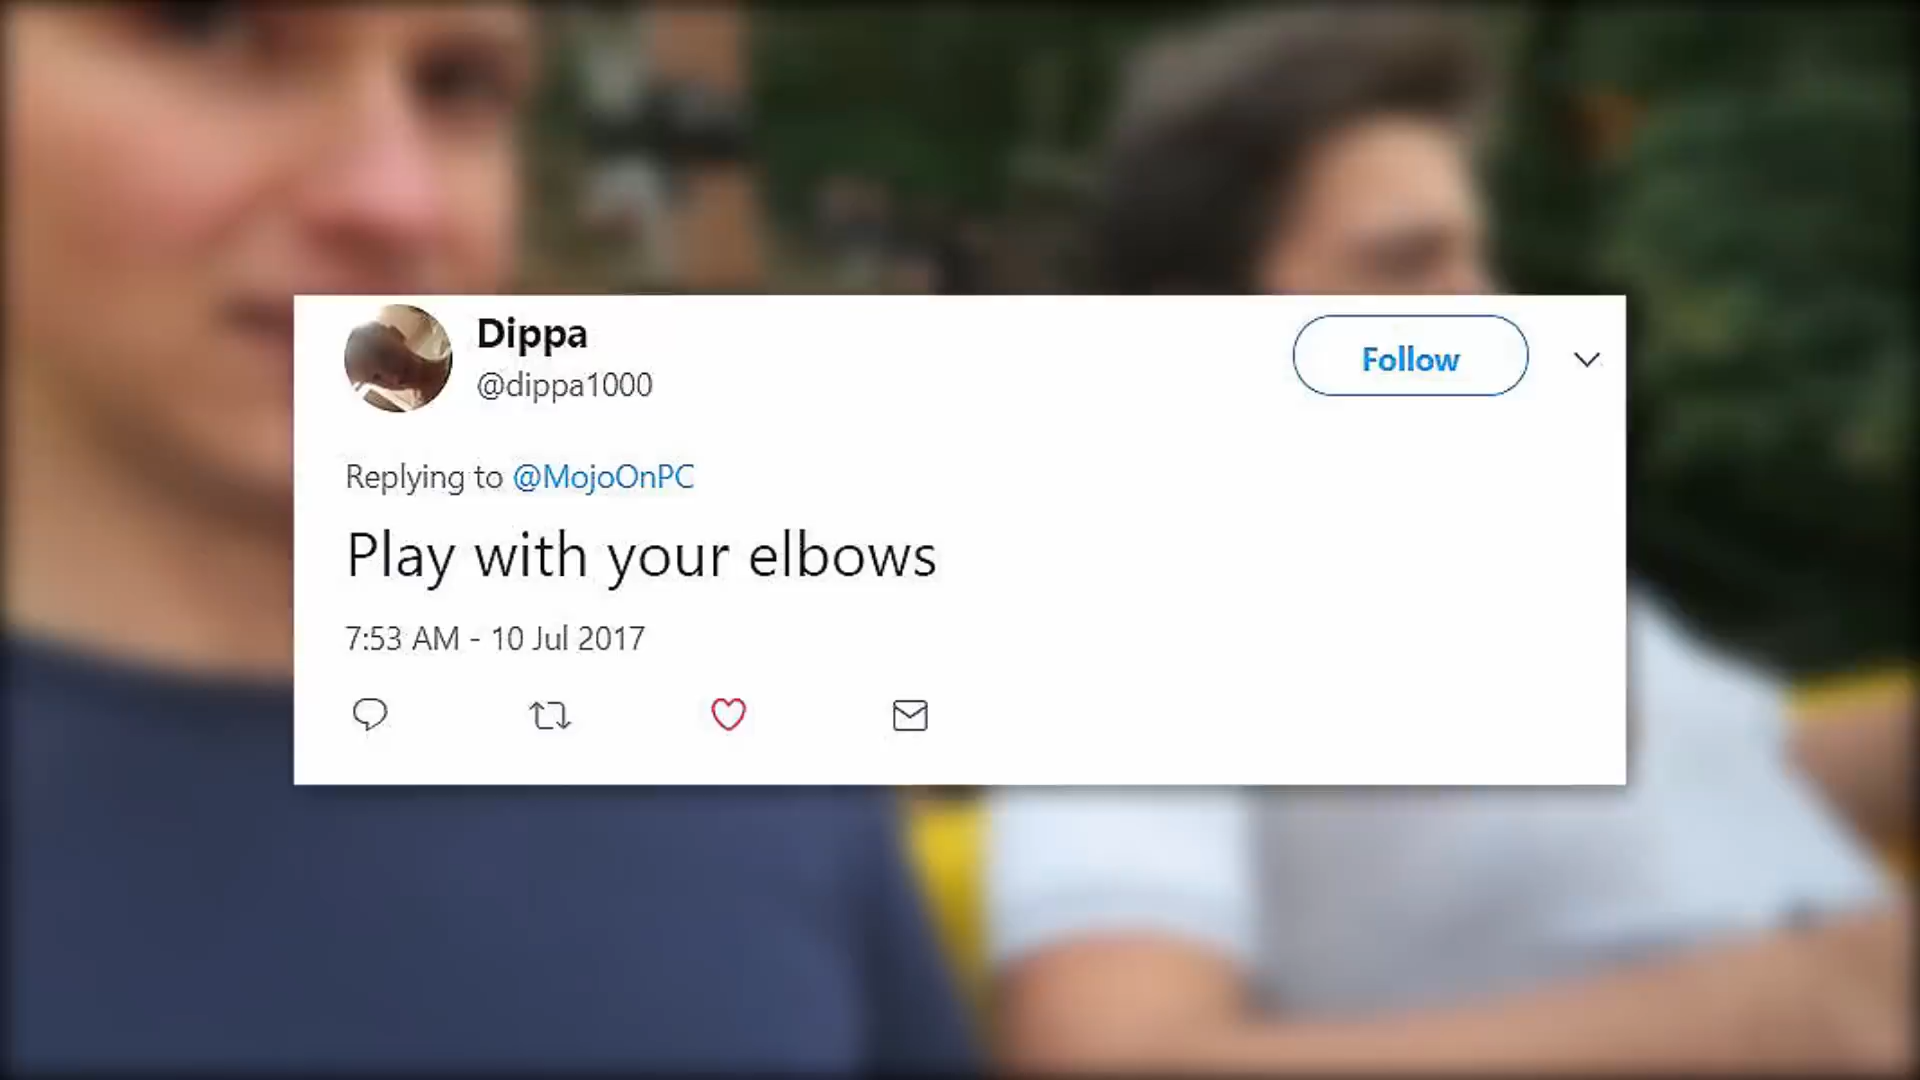 Dippa
@dippa1000
Follow
Replying to @MojoOnPC
Play with your elbows
7:53 AM - 10 Jul 2017